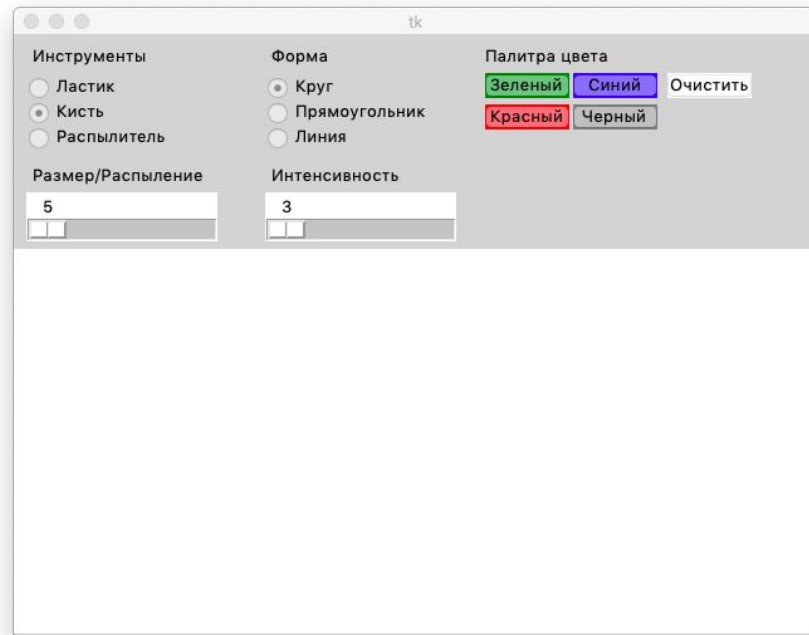 tk
Инструменты
Ластик
Кисть
Распылитель
Форма
Круг
Прямоугольник
Линия
Палитра цвета
Зеленый Синий Очистить
Красный Черный
Размер/Распыление
5
Интенсивность
3